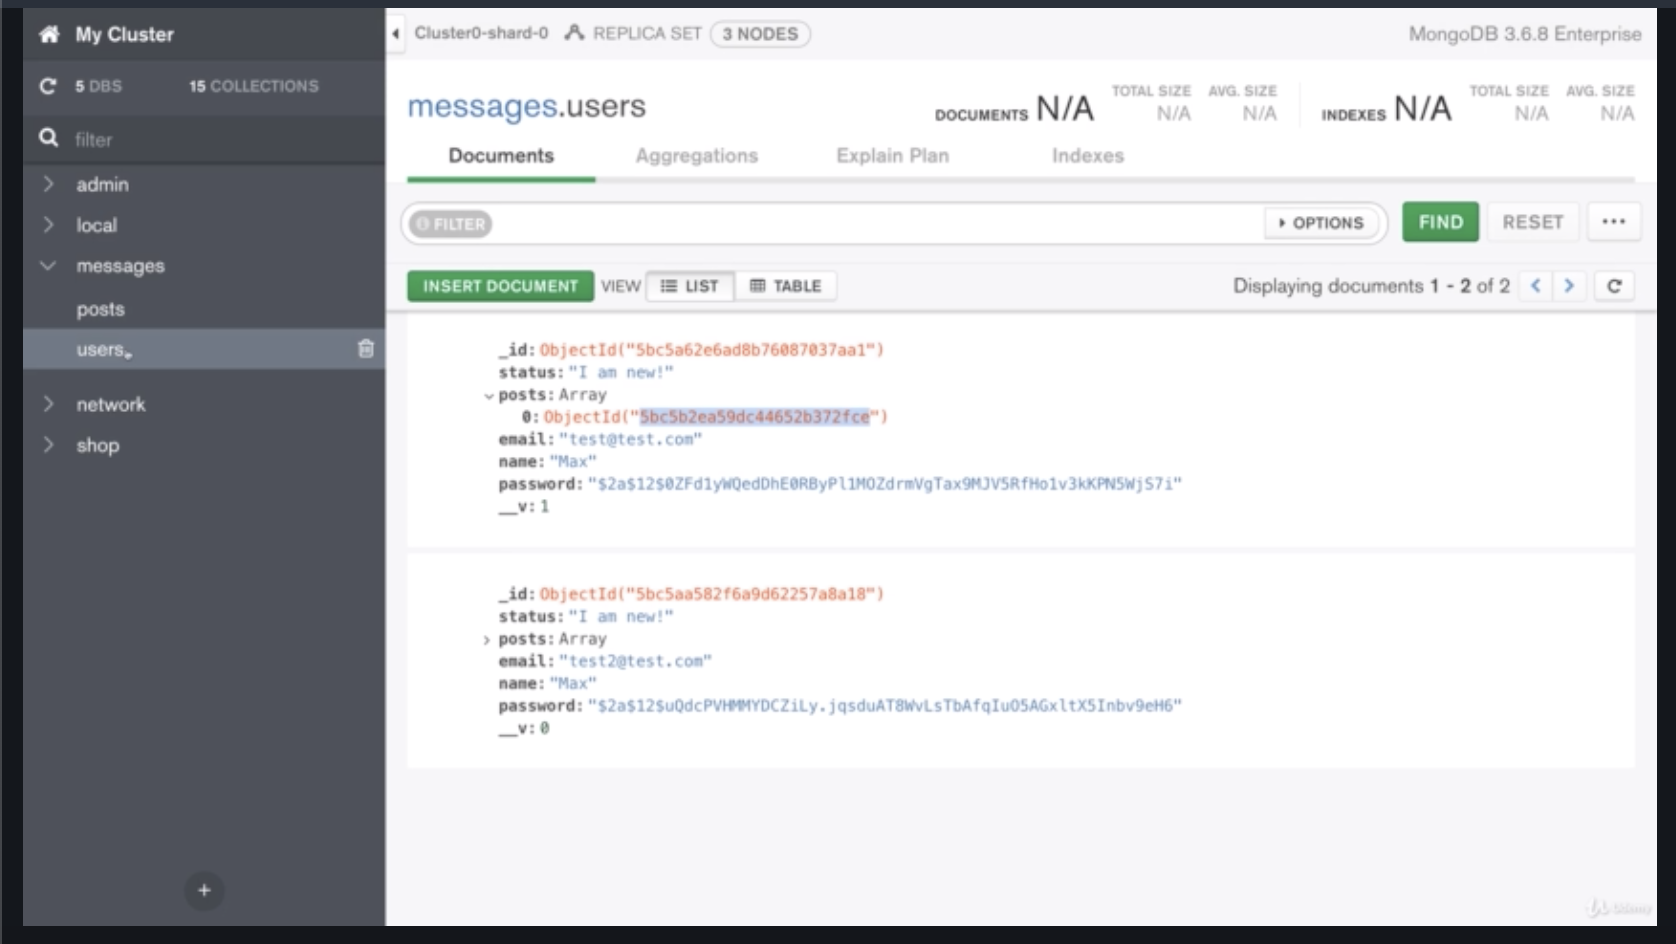 My Cluster
5 DBS 15 COLLECTIONS
filter
admin
local
messages
posts
users
network
shop
+
Cluster0-shard-0 REPLICA SET 3 NODES
MongoDB 3.6.8 Enterprise
messages.users
DOCUMENTS N/A TOTAL SIZE N/A AVG. SIZE N/A
INDEXES N/A TOTAL SIZE N/A AVG. SIZE N/A
Documents Aggregations Explain Plan Indexes
FILTER OPTIONS FIND RESET ...
INSERT DOCUMENT VIEW LIST TABLE Displaying documents 1 - 2 of 2
_id: ObjectId("5bc5a62e6ad8b76087037aa1")
status: "I am new!"
posts: Array
0: ObjectId("5bc5b2ea59dc44652b372fce")
email: "test@test.com"
name: "Max"
password: "$2a$12$0ZFd1yWQedDhE0RByPl1MOZdrmVgTax9MJV5RfHo1v3kKPN5WjS7i"
__v: 1
_id: ObjectId("5bc5aa582f6a9d62257a8a18")
status: "I am new!"
posts: Array
email: "test2@test.com"
name: "Max"
password: "$2a$12$uQdcPVHMMYDCZiLy.jqsduAT8WvLsTbAfqIuO5AGxltX5Inbv9eH6"
__v: 0
Udemy